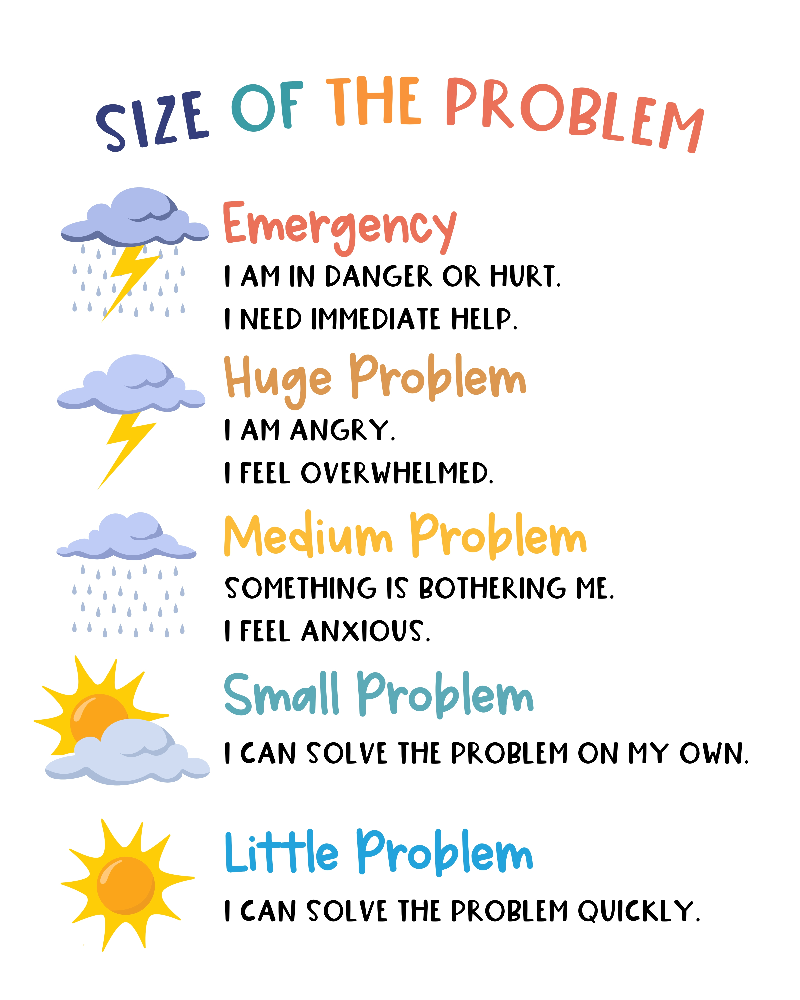 SIZE OF THE PROBLEM
Emergency
I AM IN DANGER OR HURT.
I NEED IMMEDIATE HELP.
Huge Problem
I AM ANGRY.
I FEEL OVERWHELMED.
Medium Problem
SOMETHING IS BOTHERING ME.
I FEEL ANXIOUS.
Small Problem
I CAN SOLVE THE PROBLEM ON MY OWN.
Little Problem
I CAN SOLVE THE PROBLEM QUICKLY.